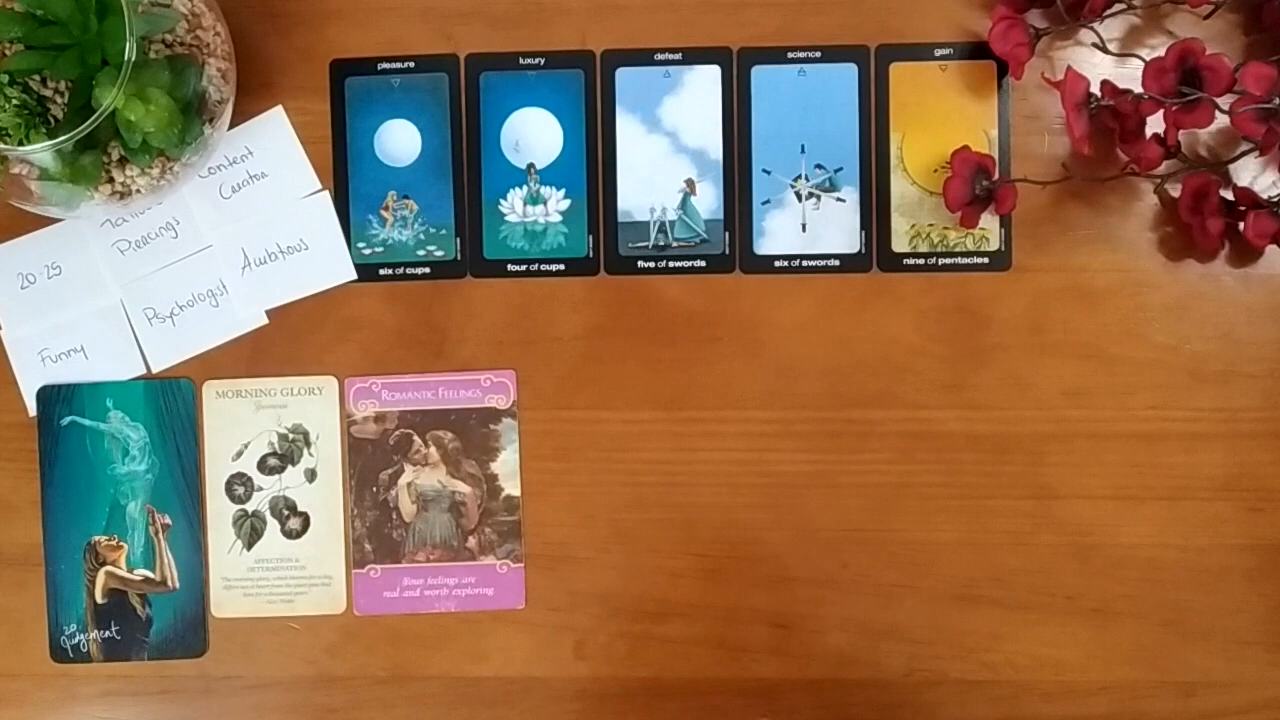 pleasure
six of cups
luxury
four of cups
defeat
five of swords
science
six of swords
gain
nine of pentacles
Content
Creator
Piercings
20-25
Ambitious
Psychologist
Funny
20.
Judgement
MORNING GLORY
AFFECTION &
DETERMINATION
ROMANTIC FEELINGS
Your feelings are
real and worth exploring.